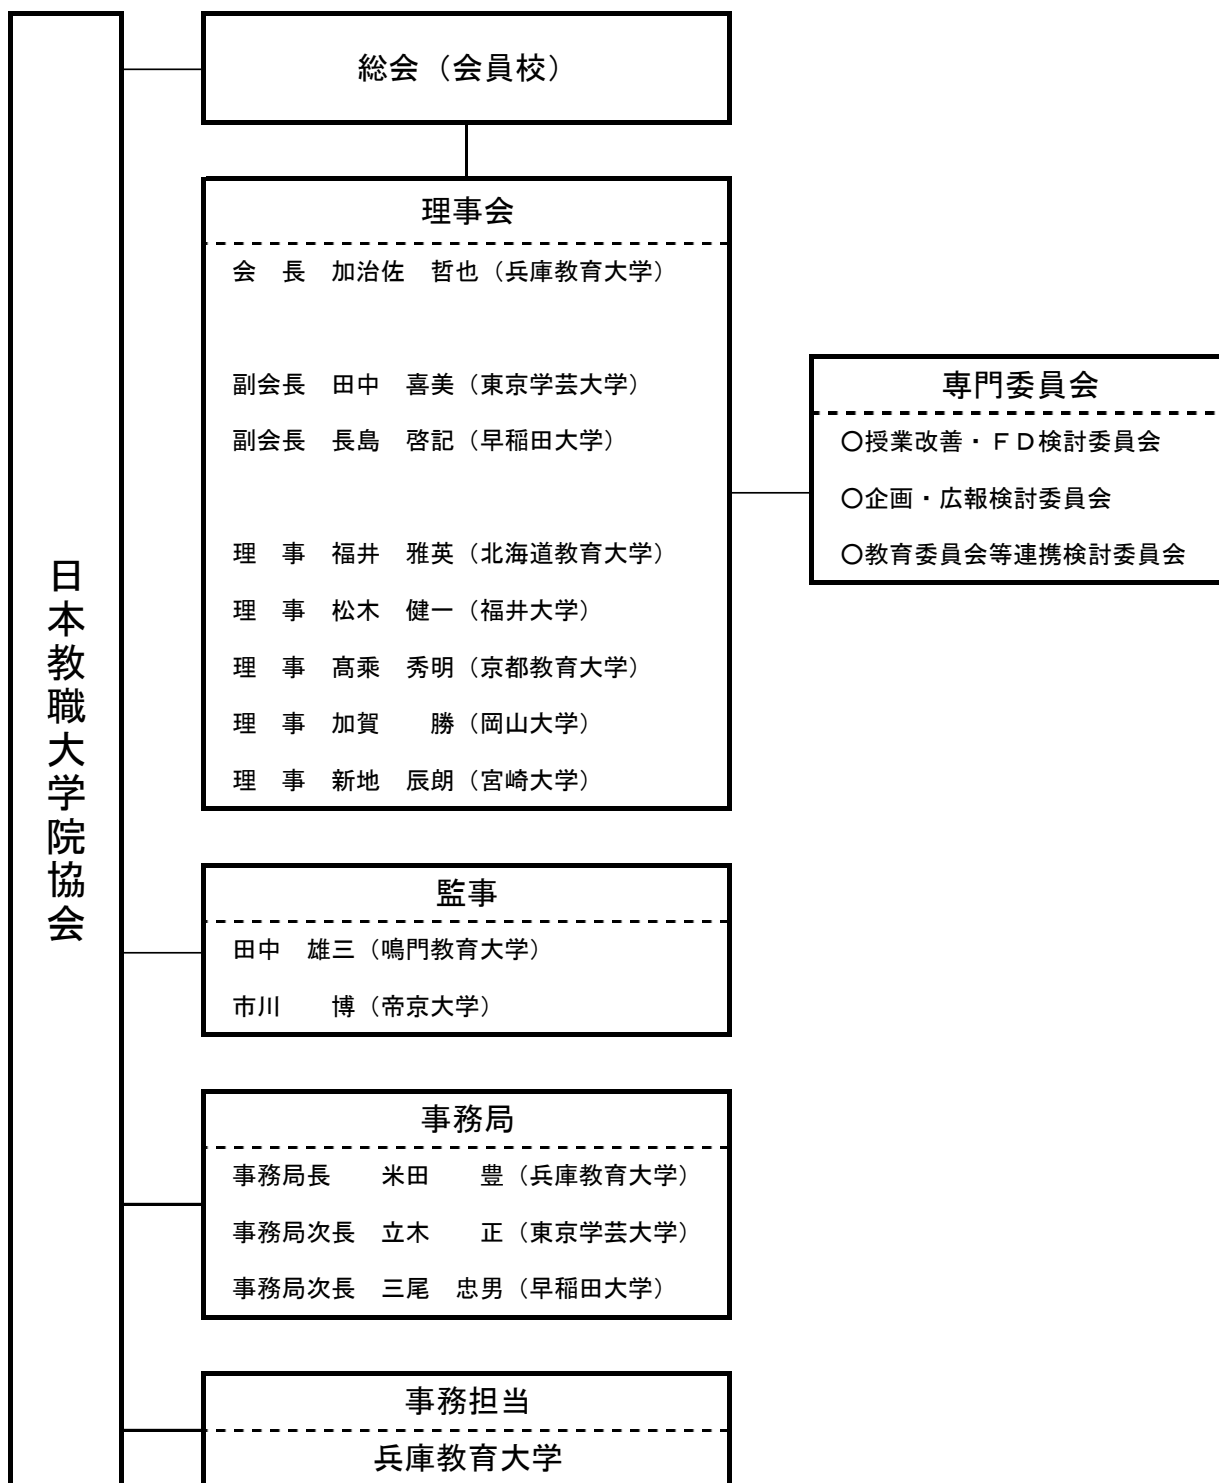 日本教職大学院協会
総会（会員校）
理事会
会　長　加治佐　哲也（兵庫教育大学）
副会長　田中　喜美（東京学芸大学）
副会長　長島　啓記（早稲田大学）
理　事　福井　雅英（北海道教育大学）
理　事　松木　健一（福井大学）
理　事　髙乘　秀明（京都教育大学）
理　事　加賀　　勝（岡山大学）
理　事　新地　辰朗（宮崎大学）
専門委員会
〇授業改善・ＦＤ検討委員会
〇企画・広報検討委員会
〇教育委員会等連携検討委員会
監事
田中　雄三（鳴門教育大学）
市川　　博（帝京大学）
事務局
事務局長　　米田　　豊（兵庫教育大学）
事務局次長　立木　　正（東京学芸大学）
事務局次長　三尾　忠男（早稲田大学）
事務担当
兵庫教育大学